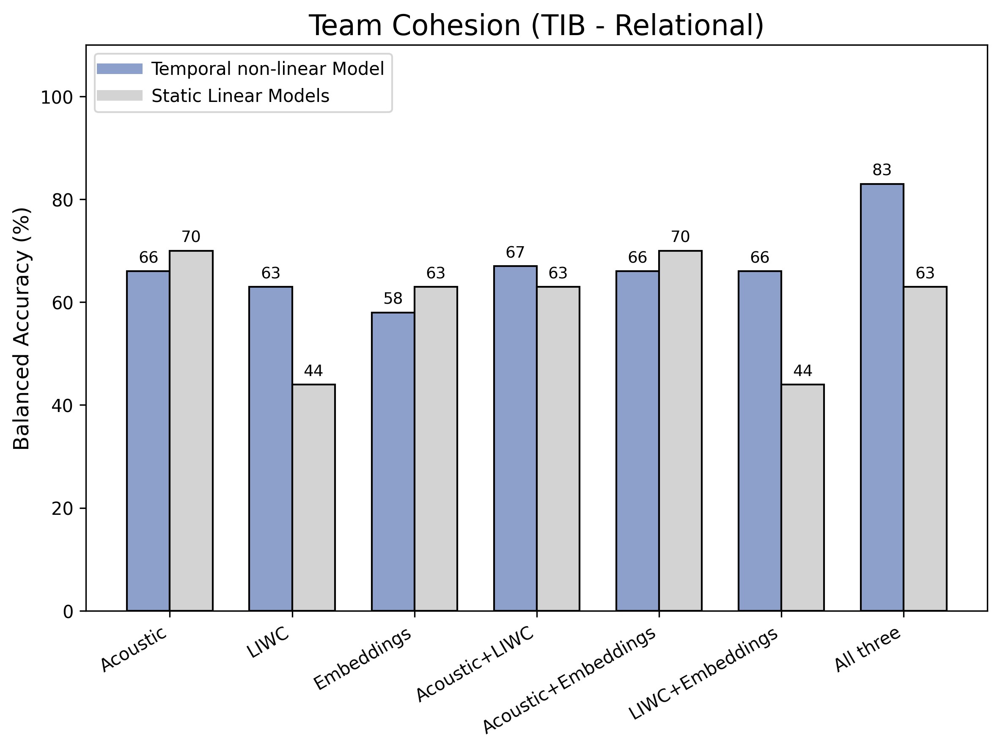 Team Cohesion (TIB - Relational)
Temporal non-linear Model
Static Linear Models
Balanced Accuracy (%)
100
80
60
40
20
0
66
70
63
44
58
63
67
63
66
70
66
44
83
63
Acoustic
LIWC
Embeddings
Acoustic+LIWC
Acoustic+Embeddings
LIWC+Embeddings
All three